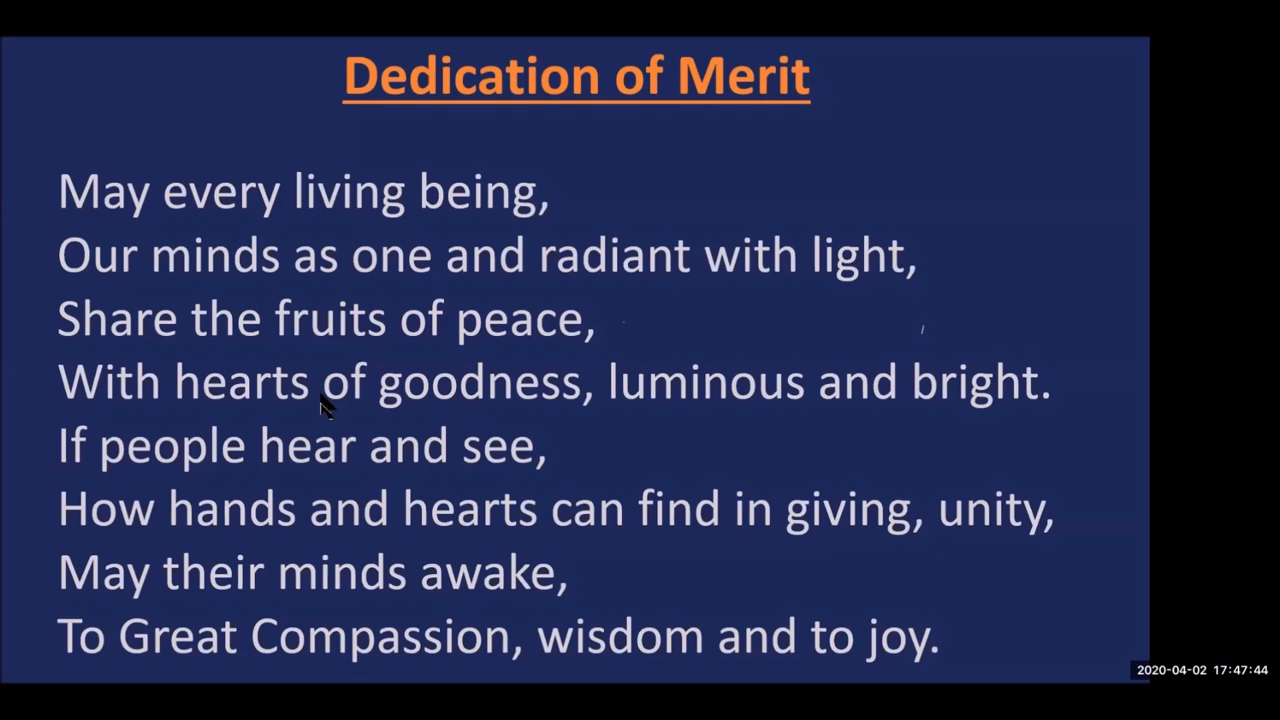 Dedication of Merit
May every living being,
Our minds as one and radiant with light,
Share the fruits of peace,
With hearts of goodness, luminous and bright.
If people hear and see,
How hands and hearts can find in giving, unity,
May their minds awake,
To Great Compassion, wisdom and to joy.
2020-04-02 17:47:44